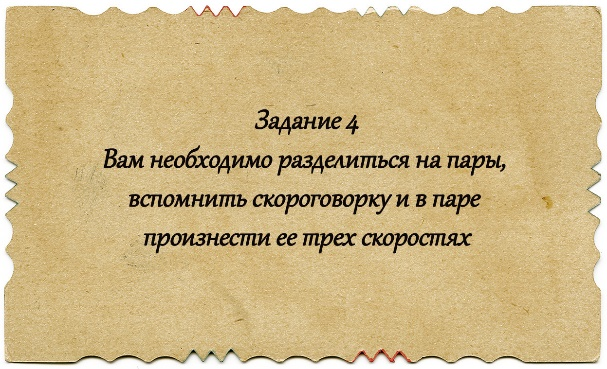 Задание 4
Вам необходимо разделиться на пары,
вспомнить скороговорку и в паре
произнести ее трех скоростях